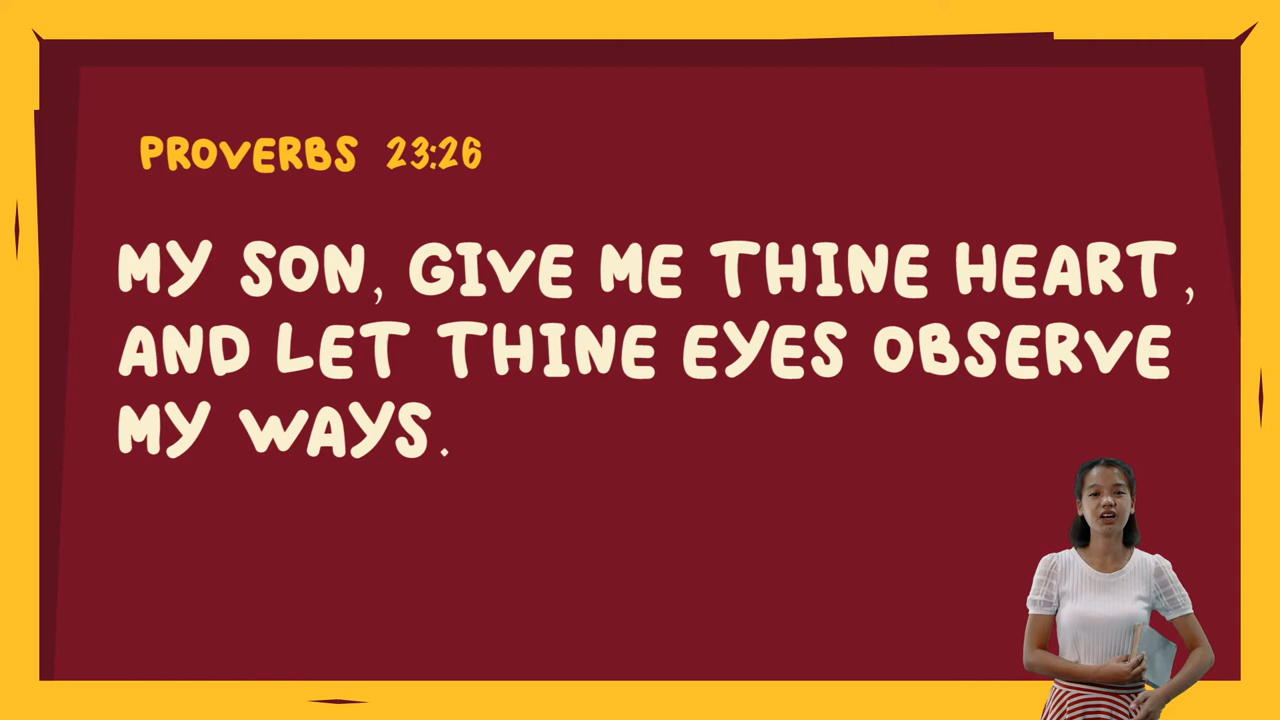 PROVERBS 23:26
MY SON, GIVE ME THINE HEART,
AND LET THINE EYES OBSERVE
MY WAYS.